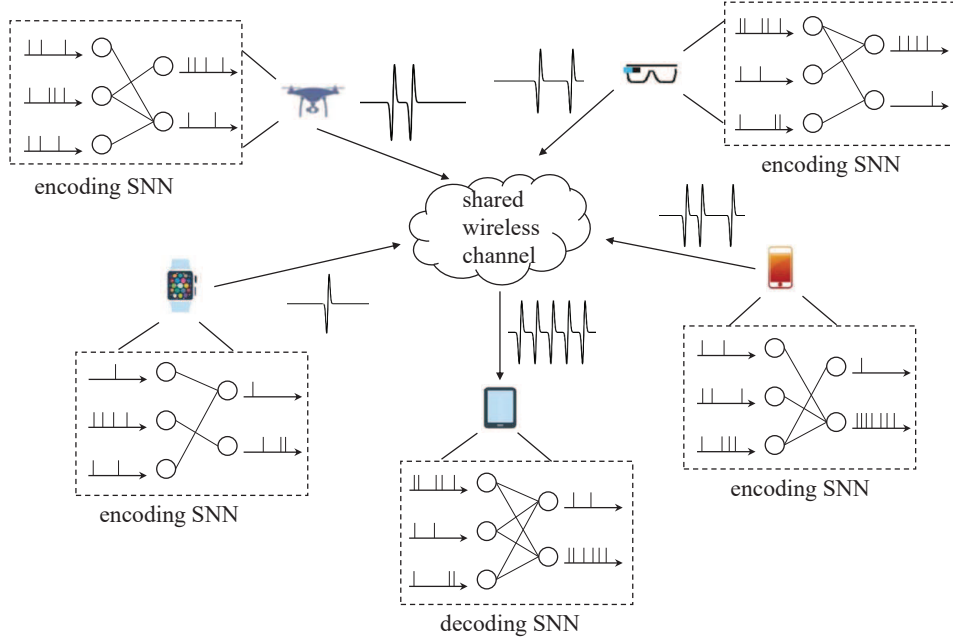 encoding SNN
encoding SNN
shared
wireless
channel
encoding SNN
encoding SNN
decoding SNN